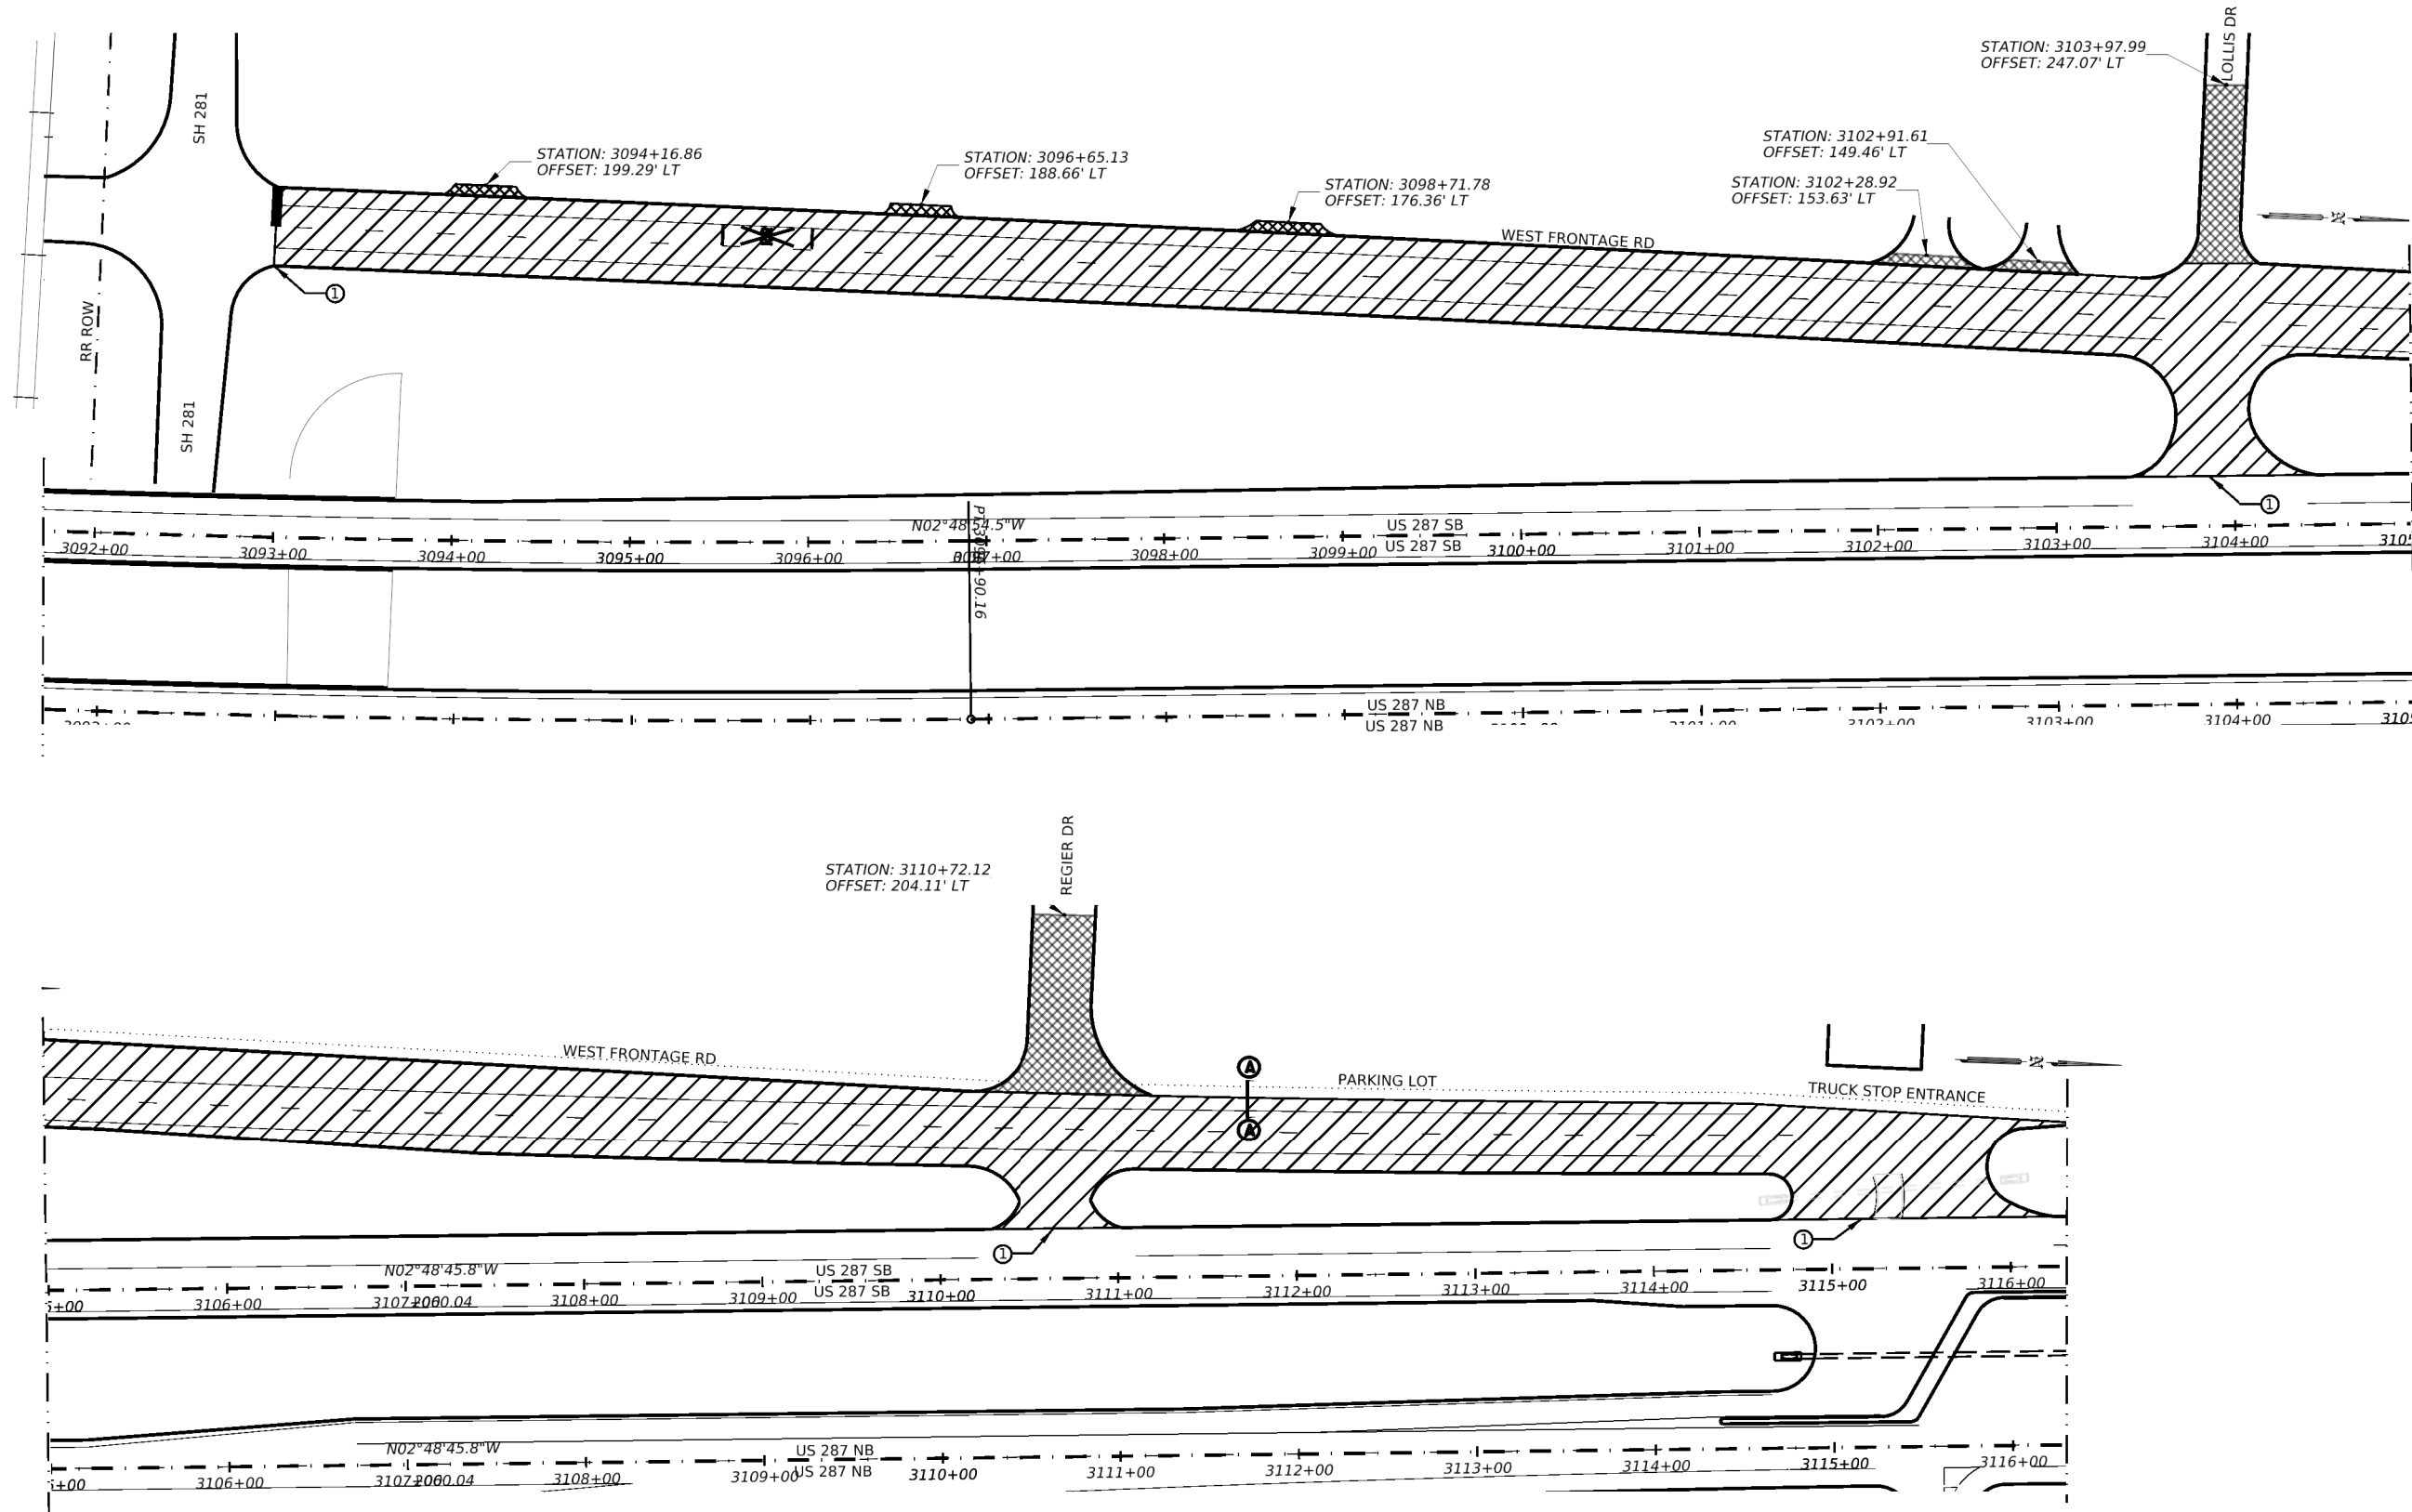 LOLLIS DR
STATION: 3103+97.99
OFFSET: 247.07' LT
SH 281
STATION: 3094+16.86
OFFSET: 199.29' LT
STATION: 3096+65.13
OFFSET: 188.66' LT
STATION: 3098+71.78
OFFSET: 176.36' LT
STATION: 3102+91.61
OFFSET: 149.46' LT
STATION: 3102+28.92
OFFSET: 153.63' LT
WEST FRONTAGE RD
N
1
RR ROW
SH 281
1
N02°48'54.5"W
US 287 SB
US 287 SB
3092+00
3093+00
3094+00
3095+00
3096+00
3097+00
3098+00
3099+00
3100+00
3101+00
3102+00
3103+00
3104+00
US 287 NB
US 287 NB
3101+00
3102+00
3103+00
3104+00
REGIER DR
STATION: 3110+72.12
OFFSET: 204.11' LT
WEST FRONTAGE RD
A
A
PARKING LOT
TRUCK STOP ENTRANCE
N
1
1
N02°48'45.8"W
US 287 SB
US 287 SB
3106+00
3108+00
3109+00
3110+00
3111+00
3112+00
3113+00
3114+00
3115+00
3116+00
N02°48'45.8"W
US 287 NB
US 287 NB
3106+00
3108+00
3109+00
3110+00
3111+00
3112+00
3113+00
3114+00
3115+00
3116+00